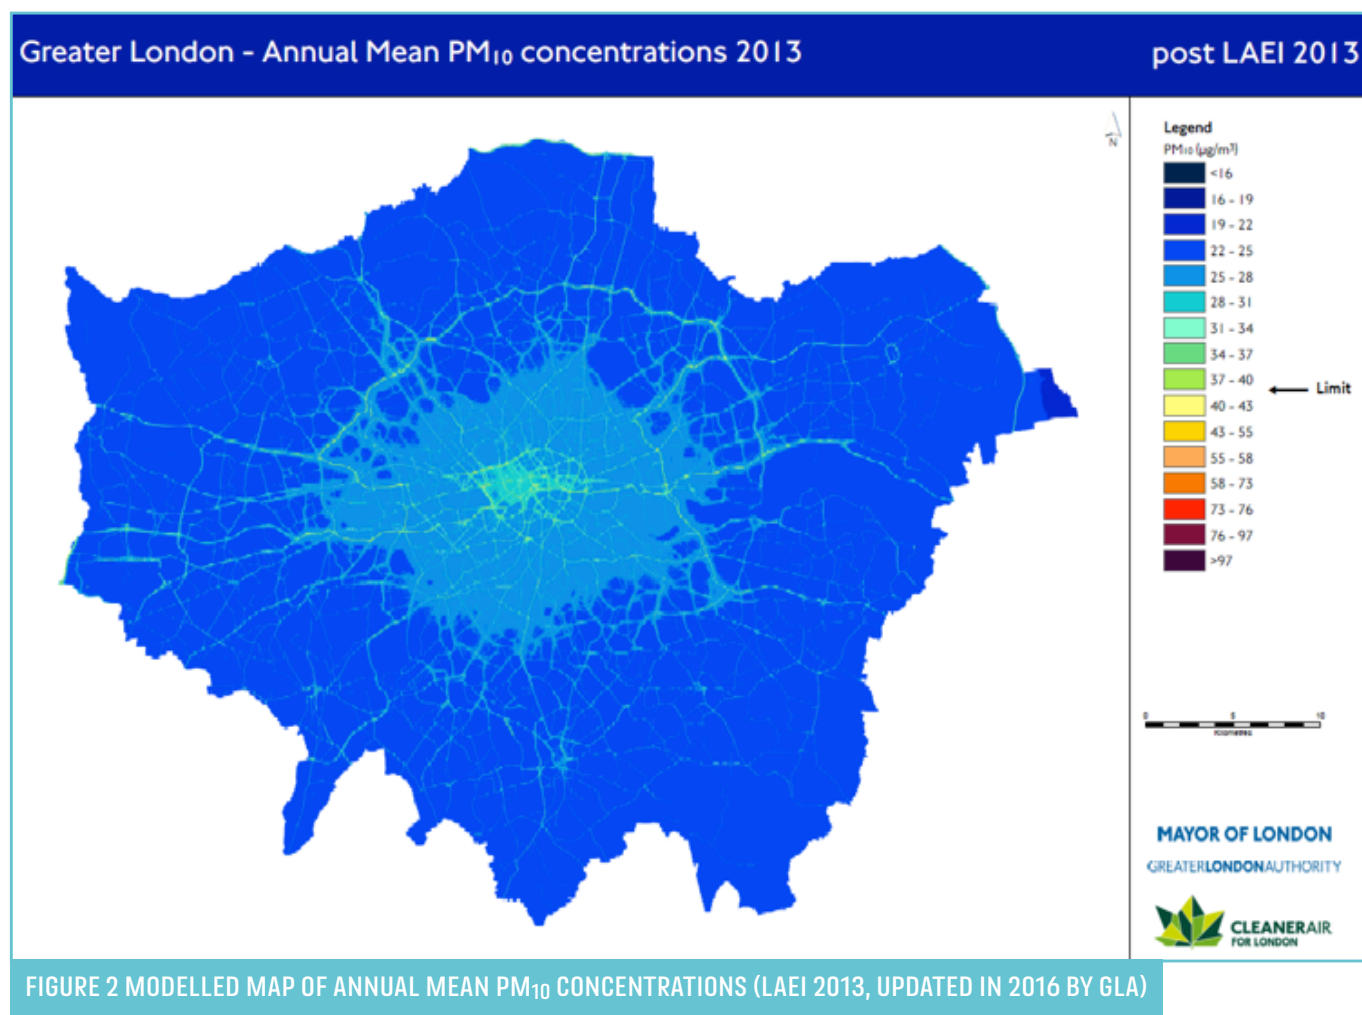 Greater London - Annual Mean PM10 concentrations 2013
post LAEI 2013
N
Legend
PM10 (µg/m³)
<16
16 - 19
19 - 22
22 - 25
25 - 28
28 - 31
31 - 34
34 - 37
37 - 40
Limit
40 - 43
43 - 55
55 - 58
58 - 73
73 - 76
76 - 97
>97
0 5 10
Kilometres
MAYOR OF LONDON
GREATERLONDONAUTHORITY
CLEANERAIR
FOR LONDON
FIGURE 2 MODELLED MAP OF ANNUAL MEAN PM10 CONCENTRATIONS (LAEI 2013, UPDATED IN 2016 BY GLA)